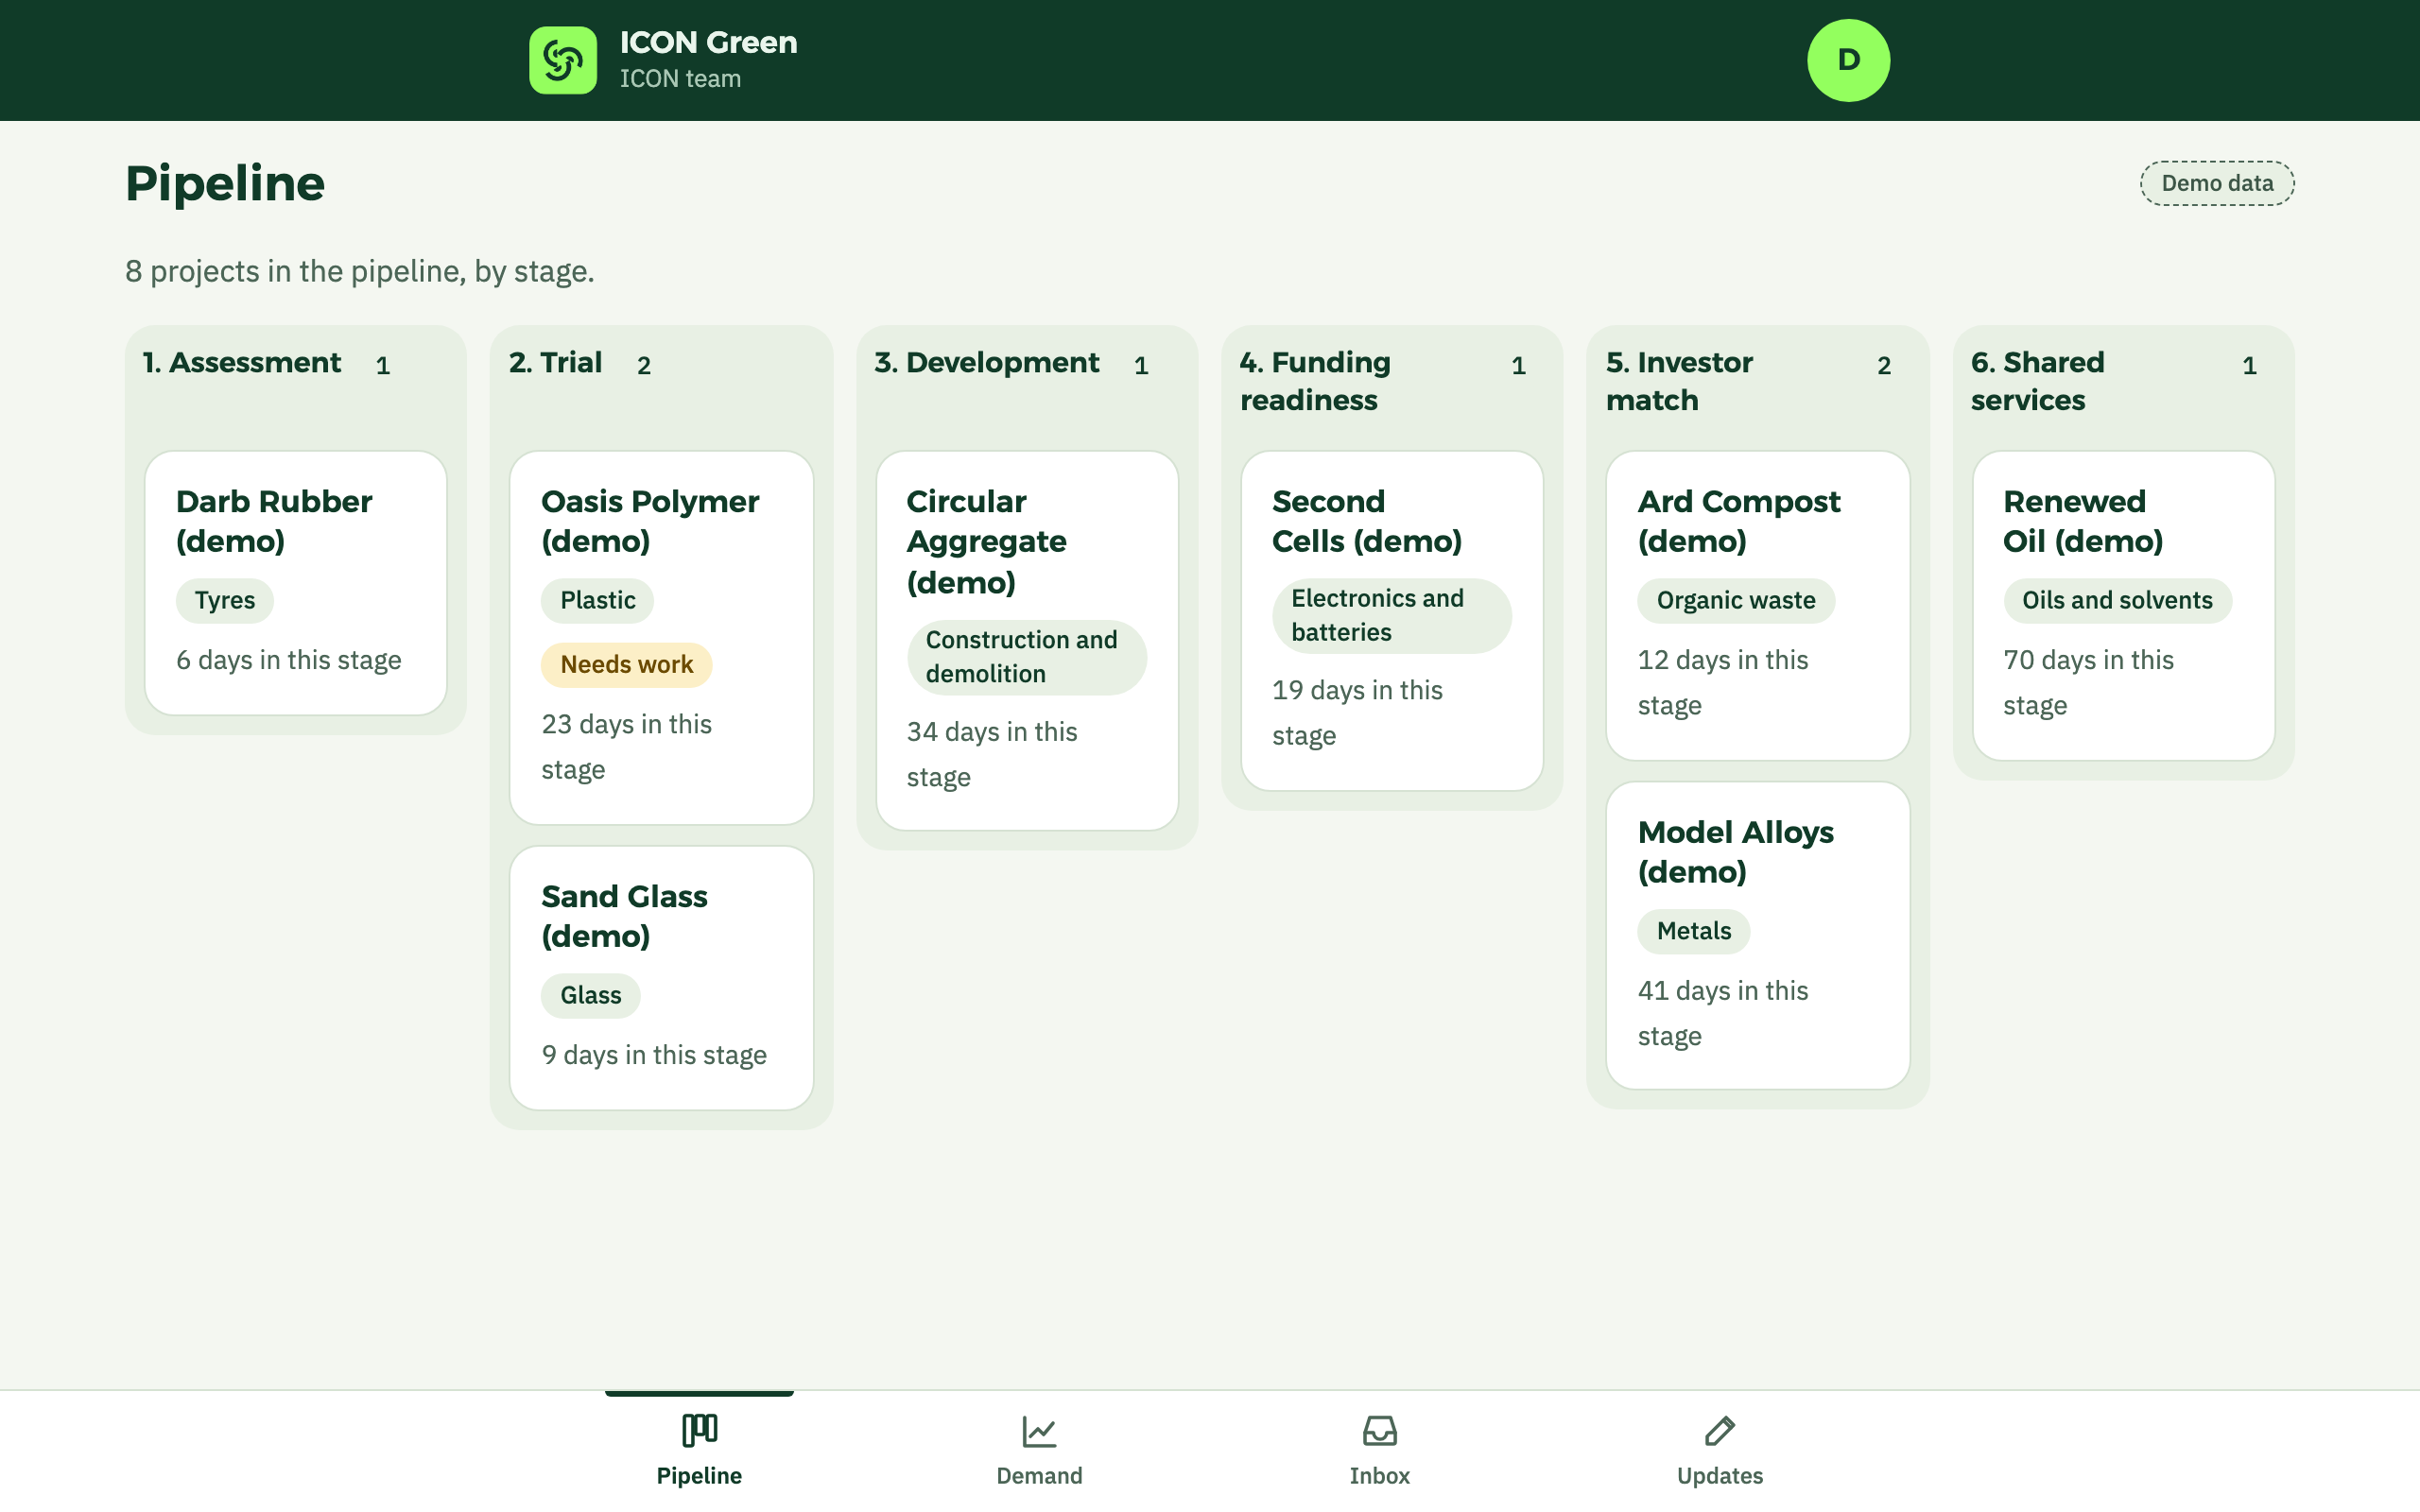 ICON Green
ICON team
D
Pipeline
Demo data
8 projects in the pipeline, by stage.
1. Assessment 1
Darb Rubber
(demo)
Tyres
6 days in this stage
2. Trial 2
Oasis Polymer
(demo)
Plastic
Needs work
23 days in this
stage
Sand Glass
(demo)
Glass
9 days in this stage
3. Development 1
Circular
Aggregate
(demo)
Construction and
demolition
34 days in this
stage
4. Funding 1
readiness
Second
Cells (demo)
Electronics and
batteries
19 days in this
stage
5. Investor 2
match
Ard Compost
(demo)
Organic waste
12 days in this
stage
Model Alloys
(demo)
Metals
41 days in this
stage
6. Shared 1
services
Renewed
Oil (demo)
Oils and solvents
70 days in this
stage
Pipeline
Demand
Inbox
Updates